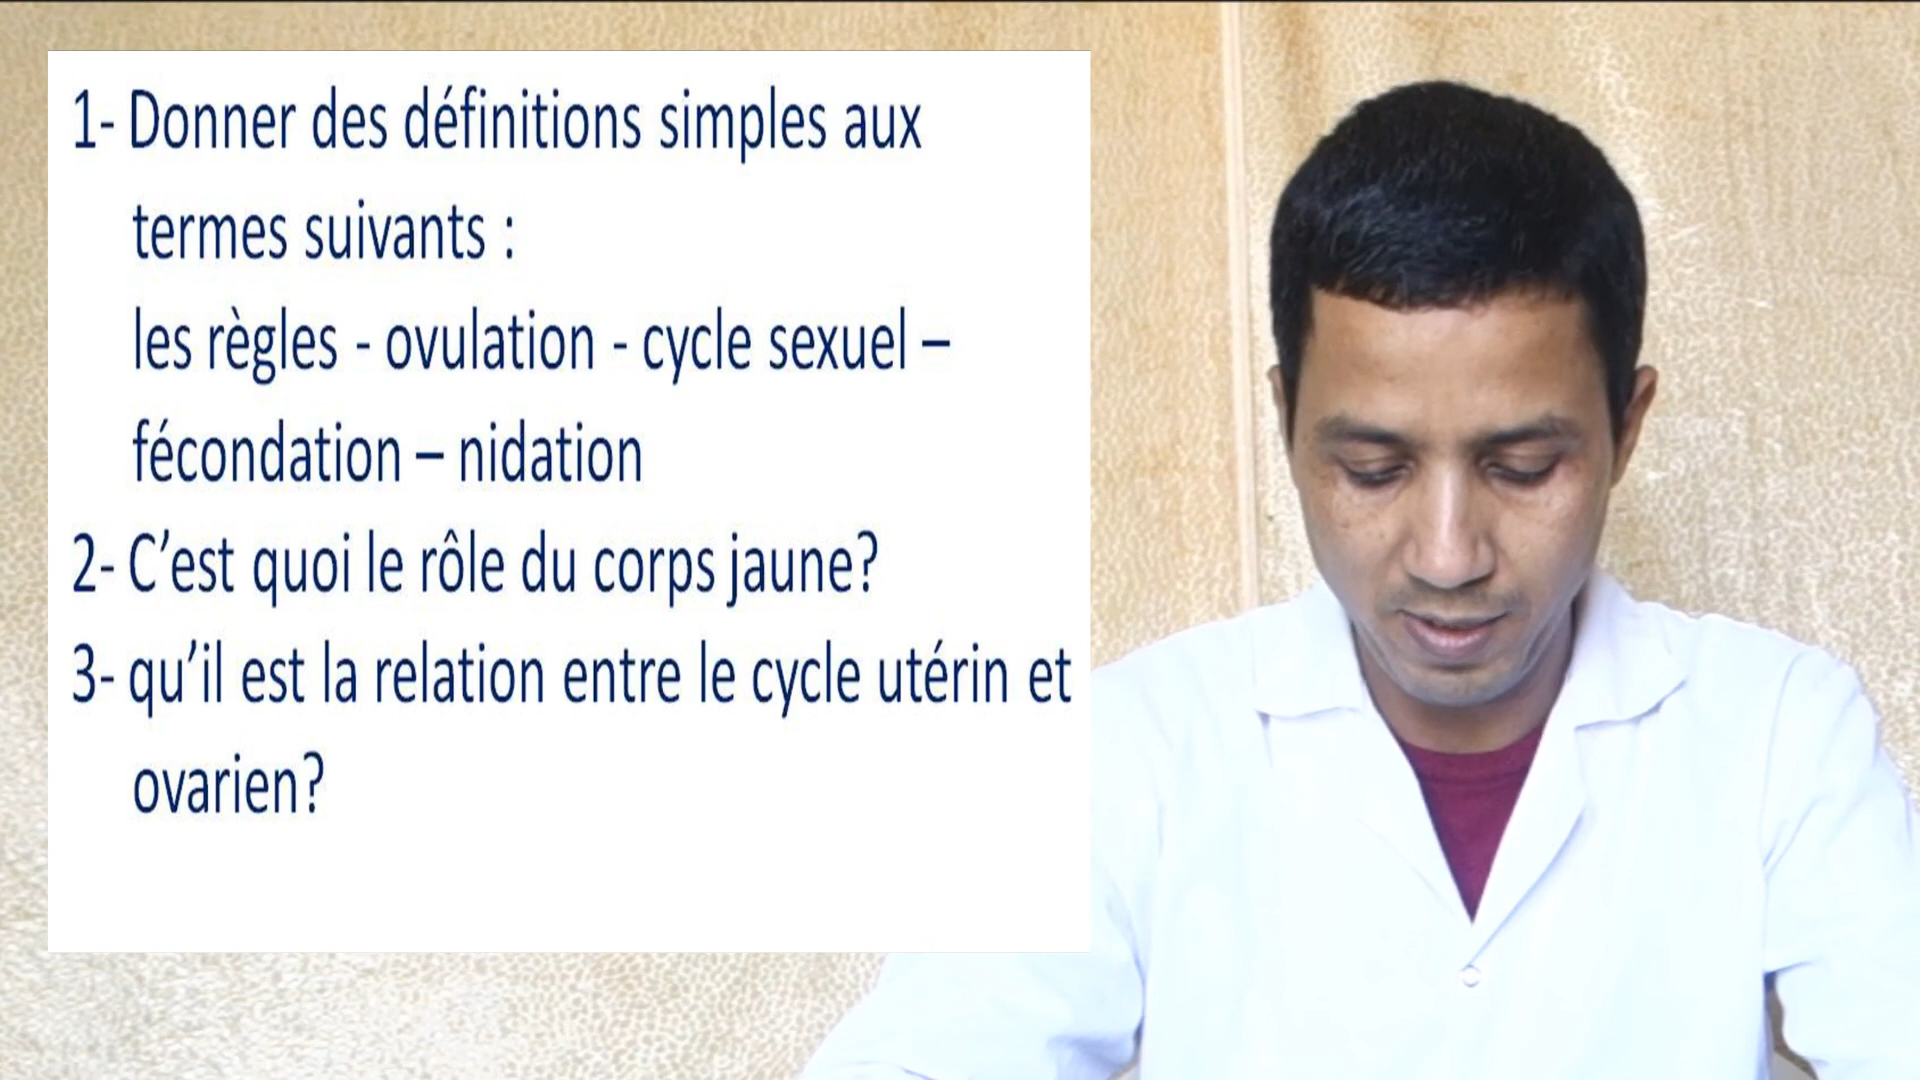 1- Donner des définitions simples aux
termes suivants :
les règles - ovulation - cycle sexuel –
fécondation – nidation
2- C’est quoi le rôle du corps jaune?
3- qu’il est la relation entre le cycle utérin et
ovarien?